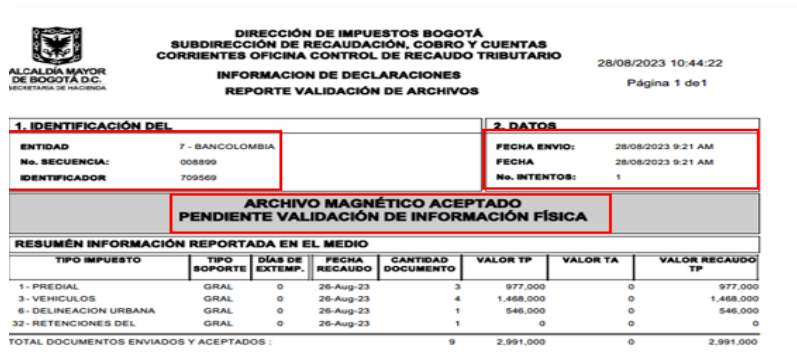 DIRECCIÓN DE IMPUESTOS BOGOTÁ
SUBDIRECCIÓN DE RECAUDACIÓN, COBRO Y CUENTAS
CORRIENTES OFICINA CONTROL DE RECAUDO TRIBUTARIO
INFORMACION DE DECLARACIONES
REPORTE VALIDACIÓN DE ARCHIVOS
ALCALDÍA MAYOR
DE BOGOTÁ D.C.
SECRETARÍA DE HACIENDA
28/08/2023 10:44:22
Página 1 de1
1. IDENTIFICACIÓN DEL
ENTIDAD 7 - BANCOLOMBIA
No. SECUENCIA: 008899
IDENTIFICADOR 709569
2. DATOS
FECHA ENVIO: 28/08/2023 9:21 AM
FECHA 28/08/2023 9:21 AM
No. INTENTOS: 1
ARCHIVO MAGNÉTICO ACEPTADO
PENDIENTE VALIDACIÓN DE INFORMACIÓN FÍSICA
RESUMÉN INFORMACIÓN REPORTADA EN EL MEDIO
TIPO IMPUESTO TIPO SOPORTE DÍAS DE EXTEMP. FECHA RECAUDO CANTIDAD DOCUMENTO VALOR TP VALOR TA VALOR RECAUDO TP
1- PREDIAL GRAL 0 26-Aug-23 3 977,000 0 977,000
3- VEHICULOS GRAL 0 26-Aug-23 4 1,468,000 0 1,468,000
6- DELINEACION URBANA GRAL 0 26-Aug-23 1 546,000 0 546,000
32- RETENCIONES DEL GRAL 0 26-Aug-23 1 0 0 0
TOTAL DOCUMENTOS ENVIADOS Y ACEPTADOS : 9 2,991,000 0 2,991,000